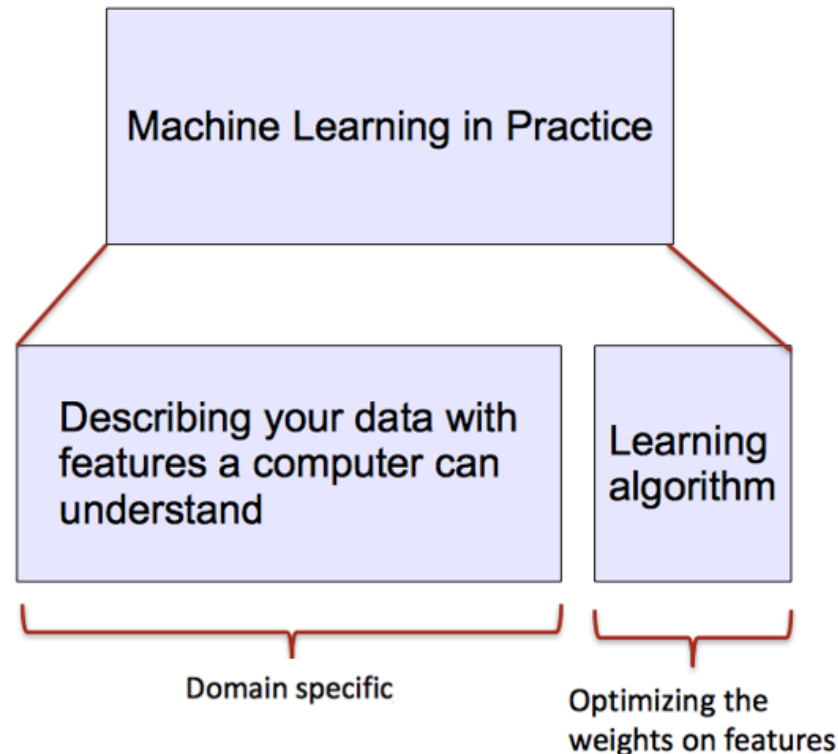 Machine Learning in Practice
Describing your data with
features a computer can
understand
Learning
algorithm
Domain specific
Optimizing the
weights on features